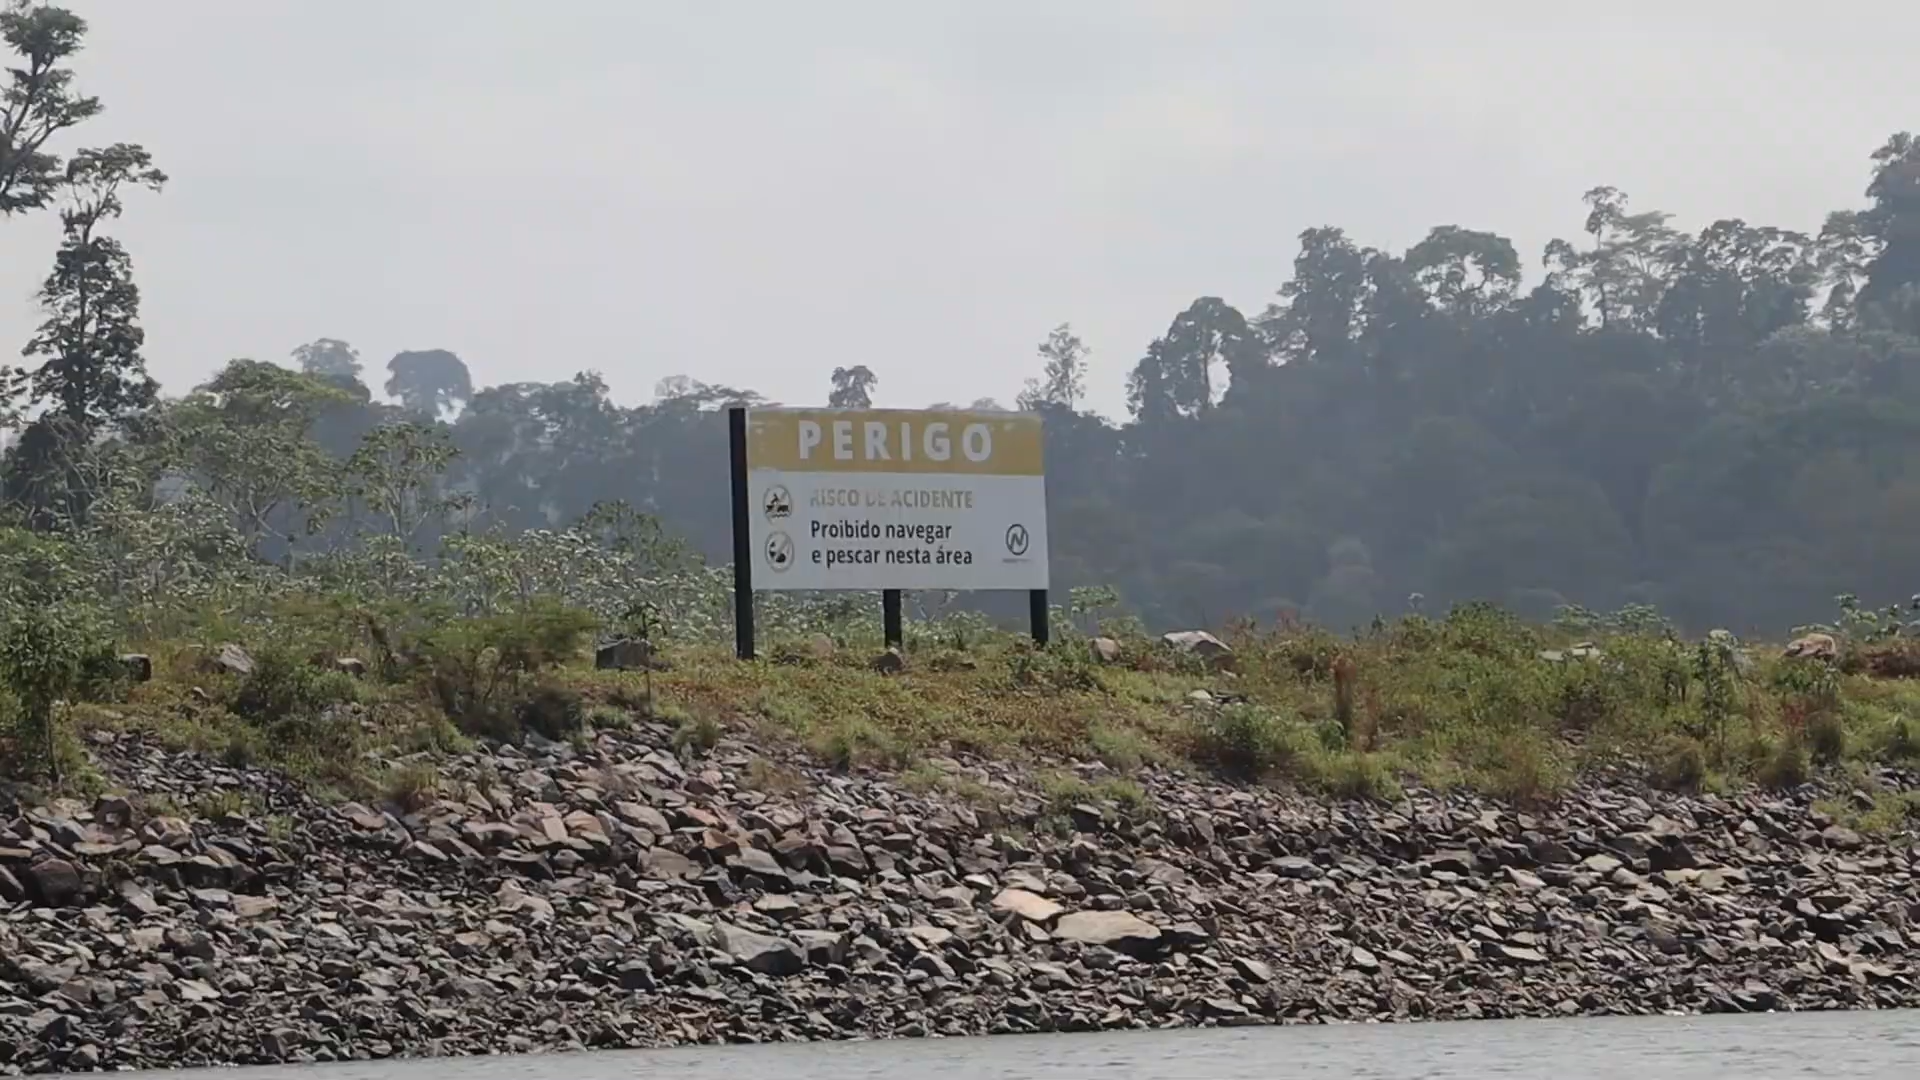 PERIGO
RISCO DE ACIDENTE
Proibido navegar
e pescar nesta área